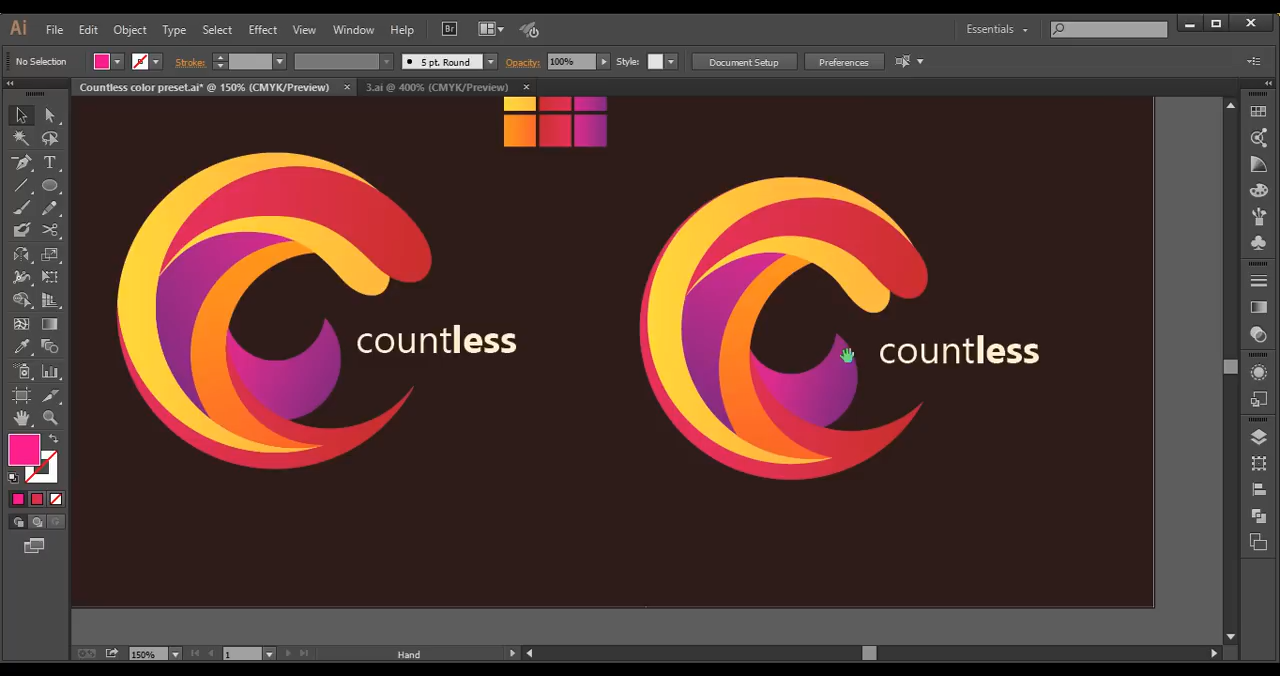 Ai File Edit Object Type Select Effect View Window Help Br Essentials
No Selection Stroke: 5 pt. Round Opacity: 100% Style: Document Setup Preferences
Countless color preset.ai* @ 150% (CMYK/Preview) × 3.ai @ 400% (CMYK/Preview) ×
countless
countless
150% 1 Hand